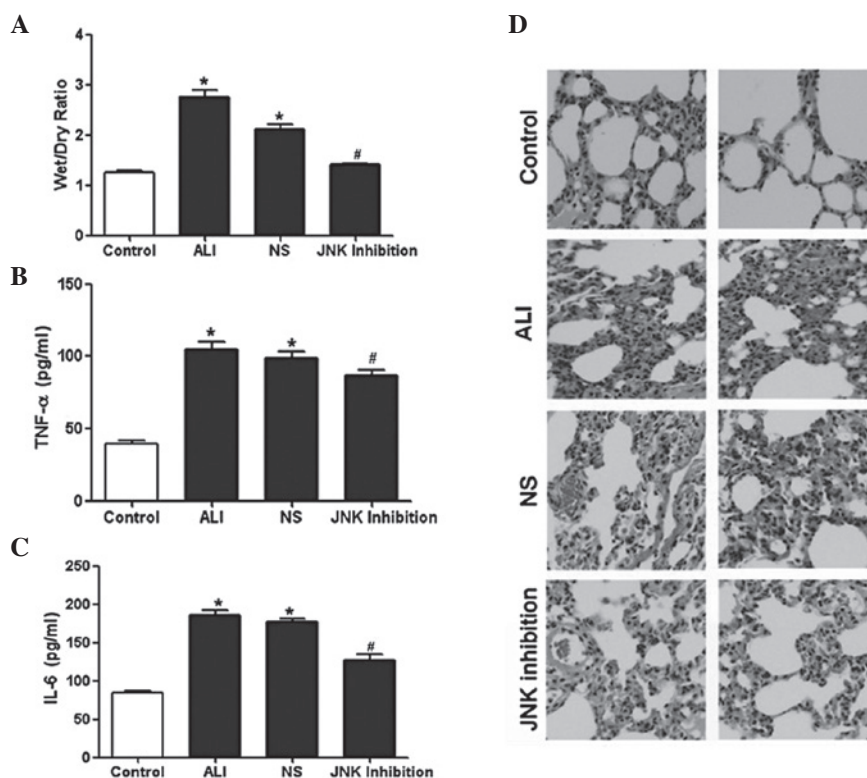 A
Wet/Dry Ratio
4
3
2
1
0
*
*
#
Control ALI NS JNK Inhibition
B
TNF-α (pg/ml)
150
100
50
0
*
*
#
Control ALI NS JNK Inhibition
C
IL-6 (pg/ml)
250
200
150
100
50
0
*
*
#
Control ALI NS JNK Inhibition
D
Control
ALI
NS
JNK inhibition